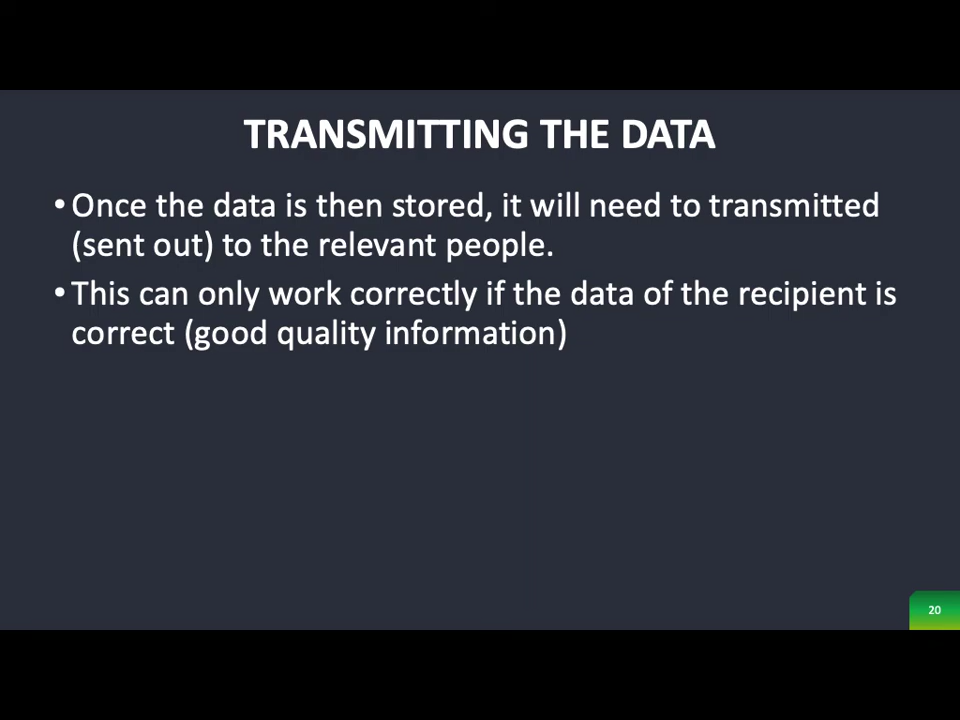 TRANSMITTING THE DATA
• Once the data is then stored, it will need to transmitted
(sent out) to the relevant people.
• This can only work correctly if the data of the recipient is
correct (good quality information)
20